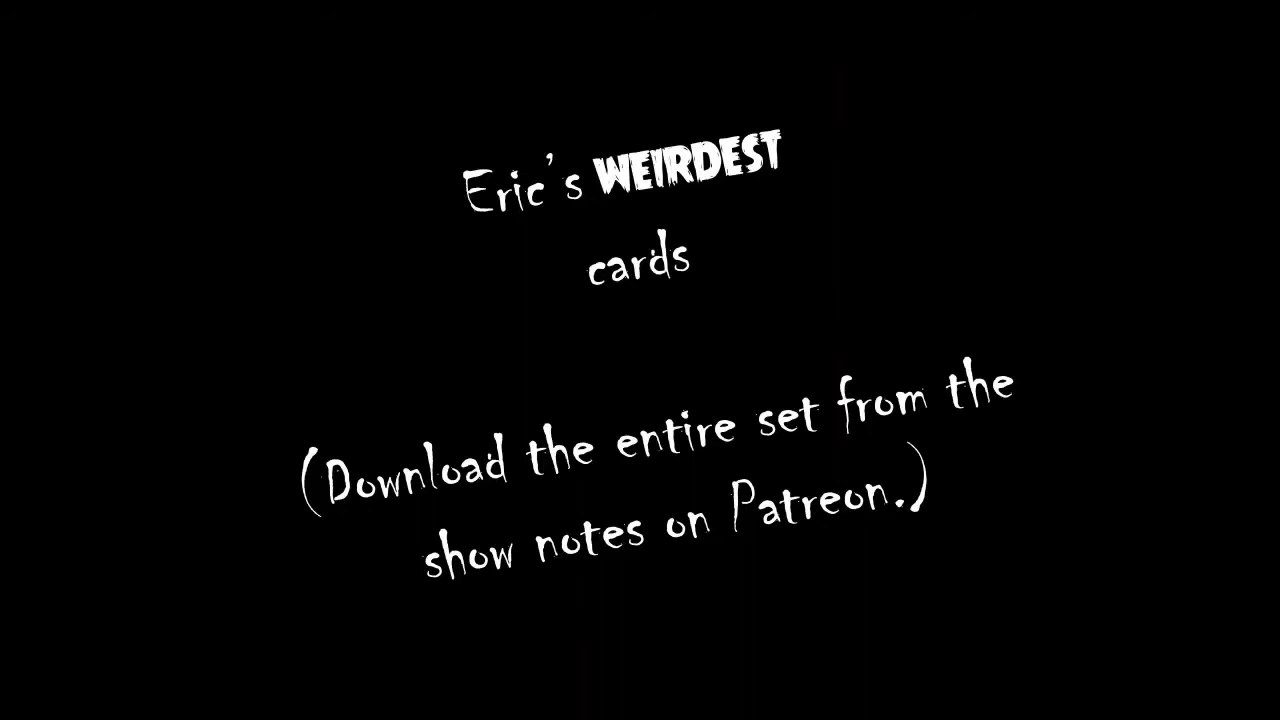 Eric's WEIRDEST
cards
(Download the entire set from the
show notes on Patreon.)